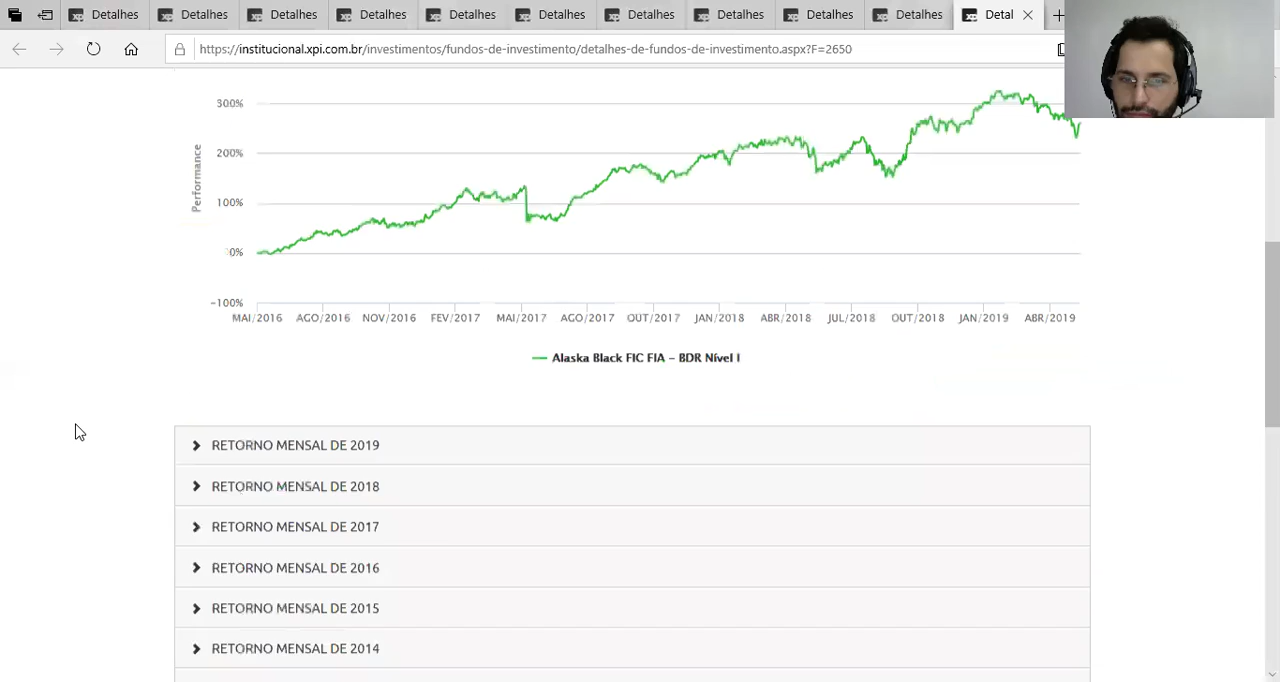 Detalhes Detalhes Detalhes Detalhes Detalhes Detalhes Detalhes Detalhes Detalhes Detalhes Detal
https://institucional.xpi.com.br/investimentos/fundos-de-investimento/detalhes-de-fundos-de-investimento.aspx?F=2650
300%
200%
100%
0%
-100%
Performance
MAI/2016 AGO/2016 NOV/2016 FEV/2017 MAI/2017 AGO/2017 OUT/2017 JAN/2018 ABR/2018 JUL/2018 OUT/2018 JAN/2019 ABR/2019
Alaska Black FIC FIA – BDR Nível I
RETORNO MENSAL DE 2019
RETORNO MENSAL DE 2018
RETORNO MENSAL DE 2017
RETORNO MENSAL DE 2016
RETORNO MENSAL DE 2015
RETORNO MENSAL DE 2014